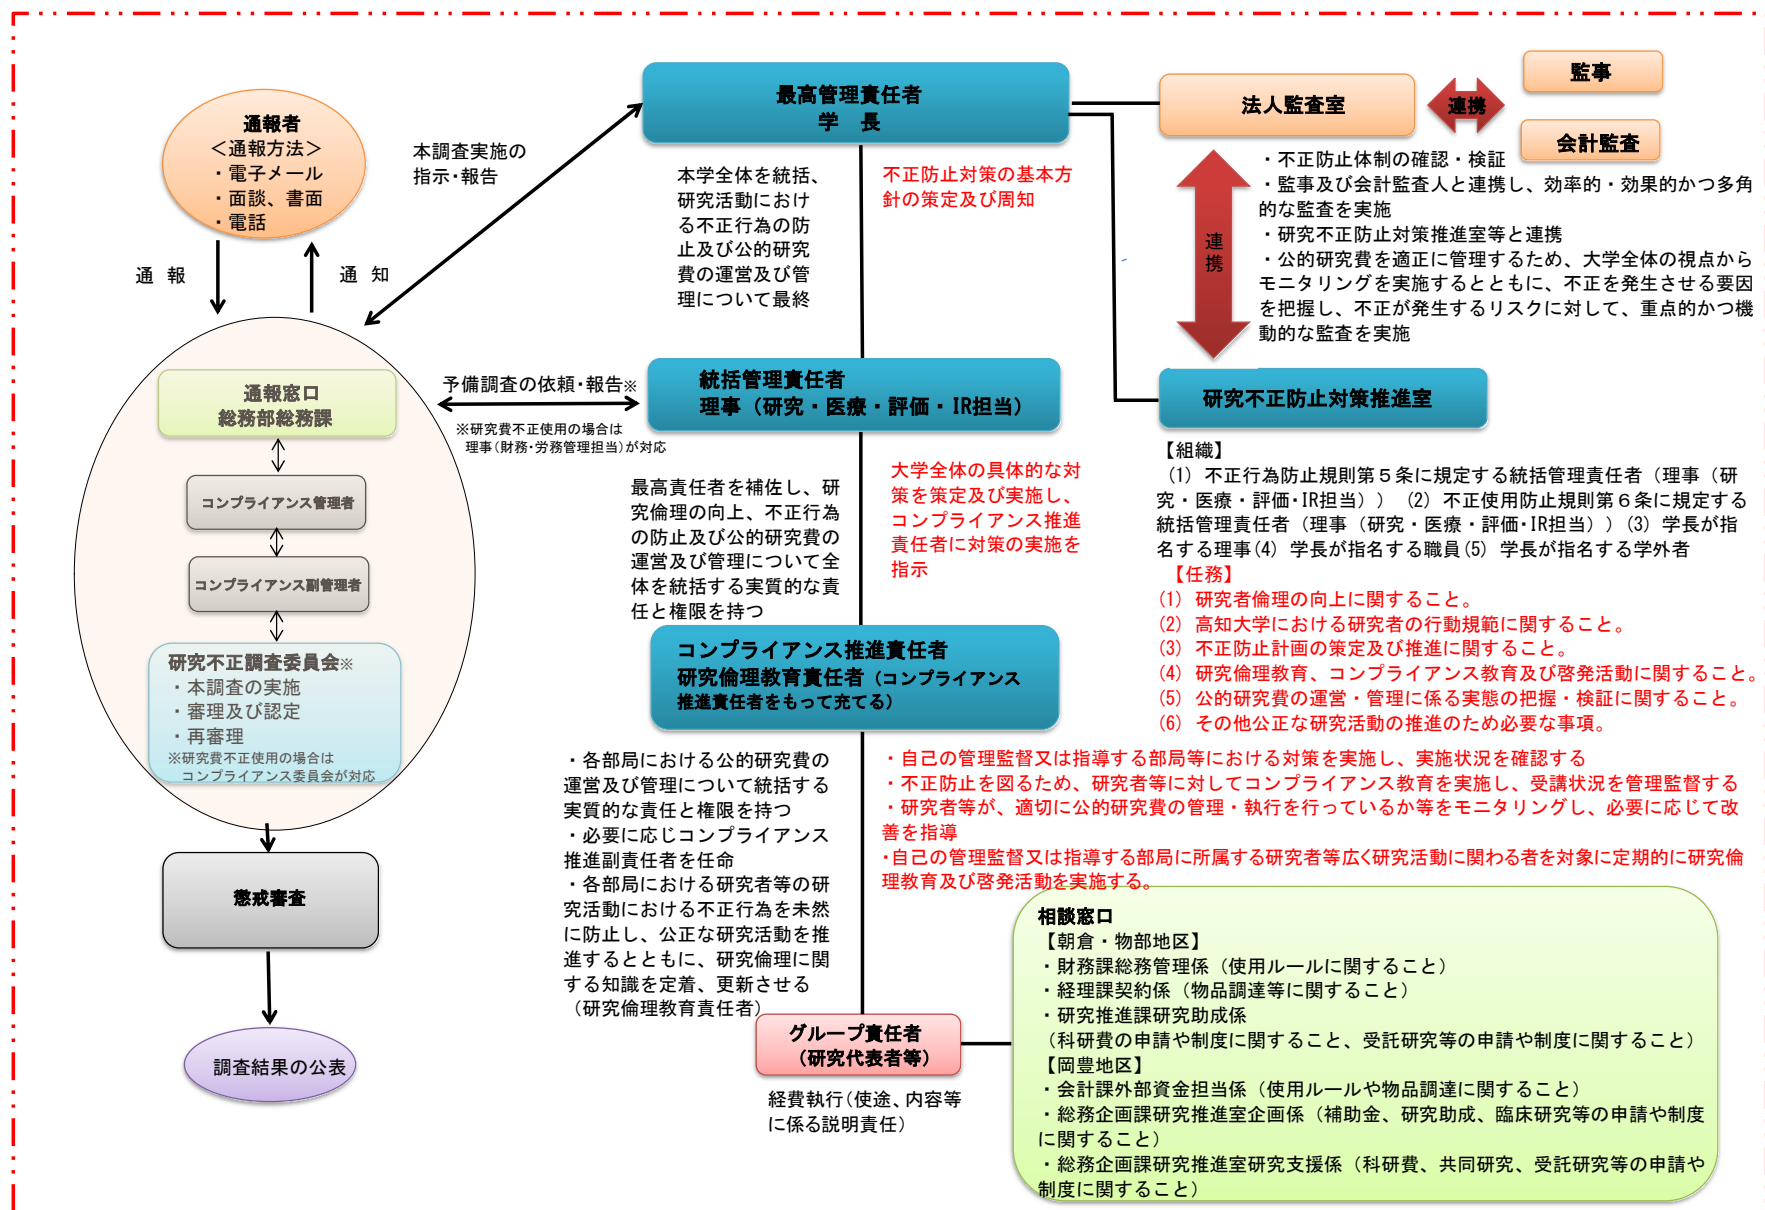 通報者
＜通報方法＞
・電子メール
・面談、書面
・電話
通 報
通 知
本調査実施の
指示・報告
最高管理責任者
学　長
本学全体を統括、
研究活動におけ
る不正行為の防
止及び公的研究
費の運営及び管
理について最終
不正防止対策の基本方
針の策定及び周知
法人監査室
連携
監事
会計監査
連
携
・不正防止体制の確認・検証
・監事及び会計監査人と連携し、効率的・効果的かつ多角
的な監査を実施
・研究不正防止対策推進室等と連携
・公的研究費を適正に管理するため、大学全体の視点から
モニタリングを実施するとともに、不正を発生させる要因
を把握し、不正が発生するリスクに対して、重点的かつ機
動的な監査を実施
通報窓口
総務部総務課
コンプライアンス管理者
コンプライアンス副管理者
研究不正調査委員会※
・本調査の実施
・審理及び認定
・再審理
※研究費不正使用の場合は
コンプライアンス委員会が対応
懲戒審査
調査結果の公表
予備調査の依頼・報告※
※研究費不正使用の場合は
理事（財務・労務管理担当）が対応
統括管理責任者
理事（研究・医療・評価・IR担当）
最高責任者を補佐し、研
究倫理の向上、不正行為
の防止及び公的研究費の
運営及び管理について全
体を統括する実質的な責
任と権限を持つ
大学全体の具体的な対
策を策定及び実施し、
コンプライアンス推進
責任者に対策の実施を
指示
研究不正防止対策推進室
【組織】
（1）不正行為防止規則第５条に規定する統括管理責任者（理事（研
究・医療・評価・IR担当））（2）不正使用防止規則第６条に規定する
統括管理責任者（理事（研究・医療・評価・IR担当））（3）学長が指
名する理事(4) 学長が指名する職員(5) 学長が指名する学外者
【任務】
(1) 研究者倫理の向上に関すること。
(2) 高知大学における研究者の行動規範に関すること。
(3) 不正防止計画の策定及び推進に関すること。
(4) 研究倫理教育、コンプライアンス教育及び啓発活動に関すること。
(5) 公的研究費の運営・管理に係る実態の把握・検証に関すること。
(6) その他公正な研究活動の推進のため必要な事項。
コンプライアンス推進責任者
研究倫理教育責任者（コンプライアンス
推進責任者をもって充てる）
・各部局における公的研究費の
運営及び管理について統括する
実質的な責任と権限を持つ
・必要に応じコンプライアンス
推進副責任者を任命
・各部局における研究者等の研
究活動における不正行為を未然
に防止し、公正な研究活動を推
進するとともに、研究倫理に関
する知識を定着、更新させる
（研究倫理教育責任者）
・自己の管理監督又は指導する部局等における対策を実施し、実施状況を確認する
・不正防止を図るため、研究者等に対してコンプライアンス教育を実施し、受講状況を管理監督する
・研究者等が、適切に公的研究費の管理・執行を行っているか等をモニタリングし、必要に応じて改
善を指導
・自己の管理監督又は指導する部局に所属する研究者等広く研究活動に関わる者を対象に定期的に研究倫
理教育及び啓発活動を実施する。
グループ責任者
（研究代表者等）
経費執行（使途、内容等
に係る説明責任）
相談窓口
【朝倉・物部地区】
・財務課総務管理係（使用ルールに関すること）
・経理課契約係（物品調達等に関すること）
・研究推進課研究助成係
（科研費の申請や制度に関すること、受託研究等の申請や制度に関すること）
【岡豊地区】
・会計課外部資金担当係（使用ルールや物品調達に関すること）
・総務企画課研究推進室企画係（補助金、研究助成、臨床研究等の申請や制度
に関すること）
・総務企画課研究推進室研究支援係（科研費、共同研究、受託研究等の申請や
制度に関すること）